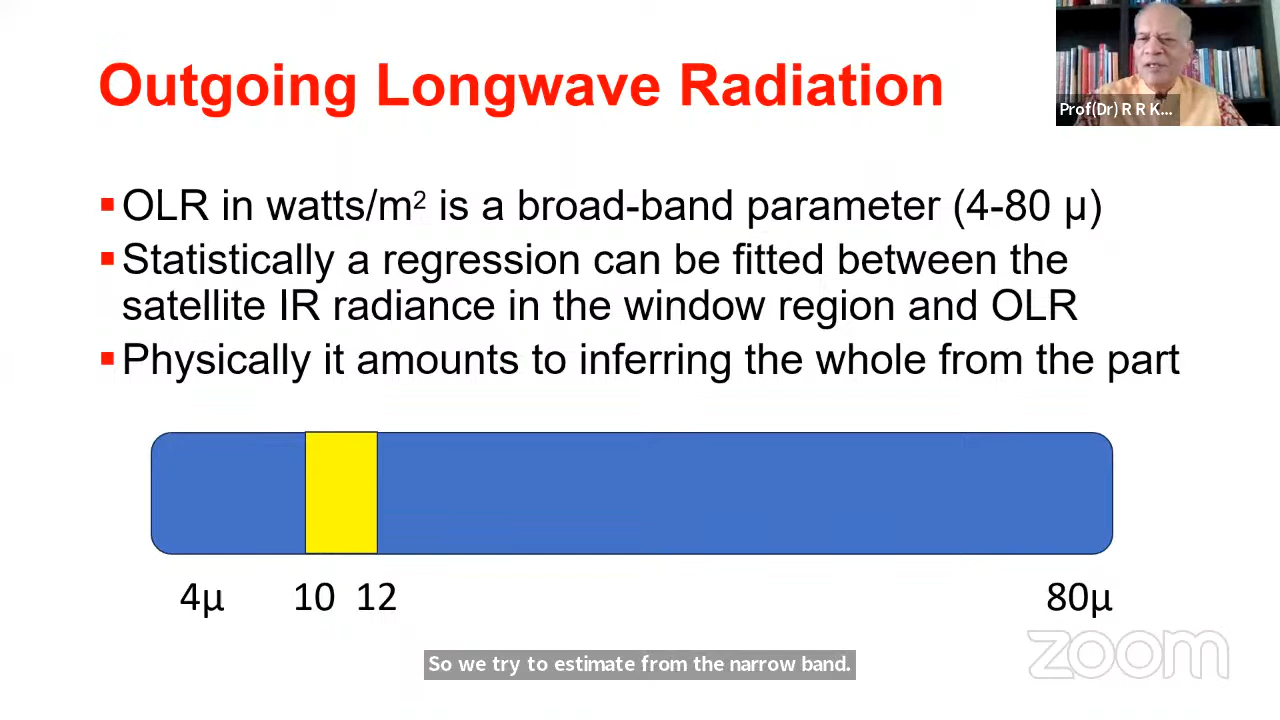 Outgoing Longwave Radiation
Prof(Dr) R R K...
▪ OLR in watts/m² is a broad-band parameter (4-80 µ)
▪ Statistically a regression can be fitted between the
satellite IR radiance in the window region and OLR
▪ Physically it amounts to inferring the whole from the part
4µ 10 12 80µ
So we try to estimate from the narrow band.
zoom